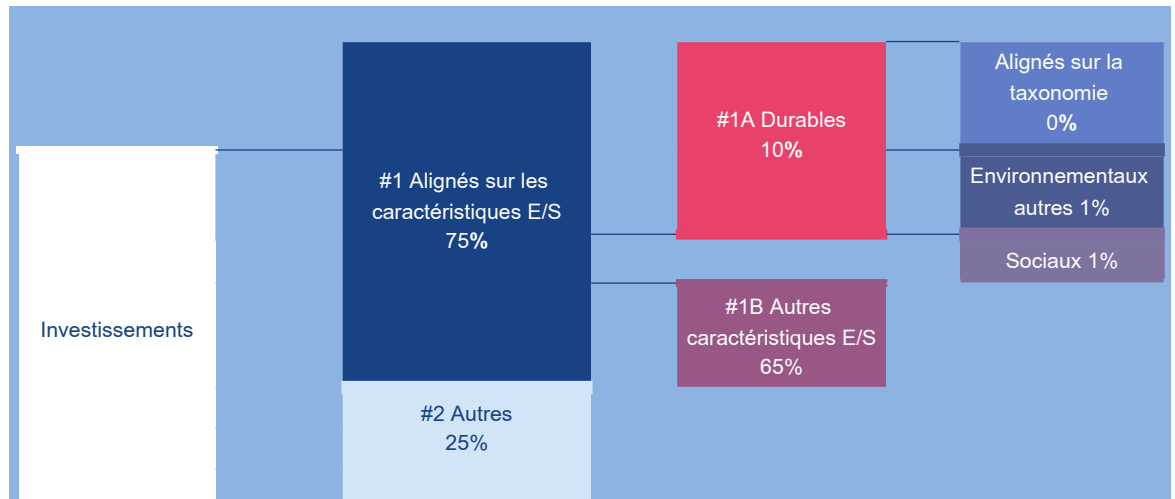 Investissements
#1 Alignés sur les
caractéristiques E/S
75%
#2 Autres
25%
#1A Durables
10%
#1B Autres
caractéristiques E/S
65%
Alignés sur la
taxonomie
0%
Environnementaux
autres 1%
Sociaux 1%